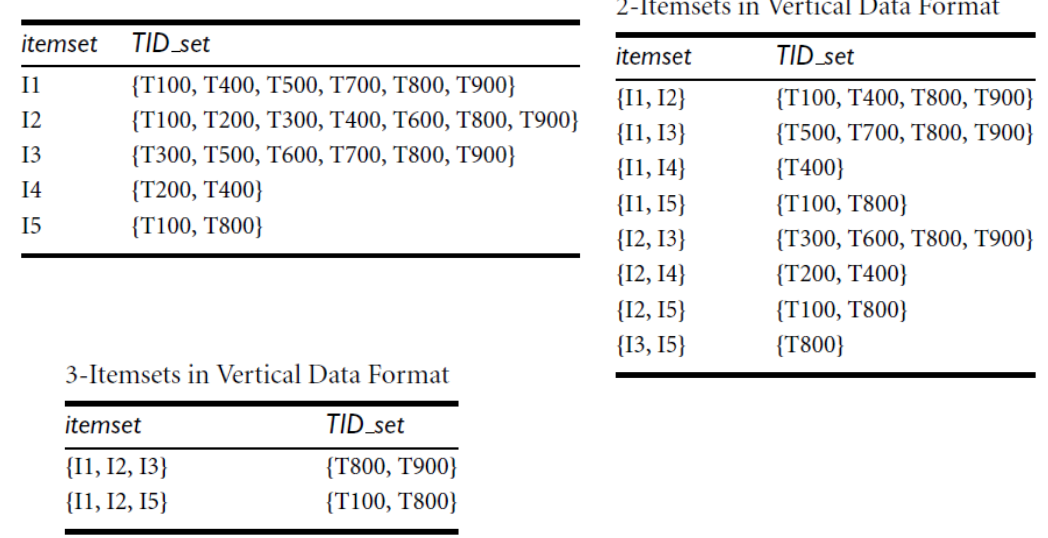 itemset TID_set
I1 {T100, T400, T500, T700, T800, T900}
I2 {T100, T200, T300, T400, T600, T800, T900}
I3 {T300, T500, T600, T700, T800, T900}
I4 {T200, T400}
I5 {T100, T800}
2-Itemsets in Vertical Data Format
itemset TID_set
{I1, I2} {T100, T400, T800, T900}
{I1, I3} {T500, T700, T800, T900}
{I1, I4} {T400}
{I1, I5} {T100, T800}
{I2, I3} {T300, T600, T800, T900}
{I2, I4} {T200, T400}
{I2, I5} {T100, T800}
{I3, I5} {T800}
3-Itemsets in Vertical Data Format
itemset TID_set
{I1, I2, I3} {T800, T900}
{I1, I2, I5} {T100, T800}